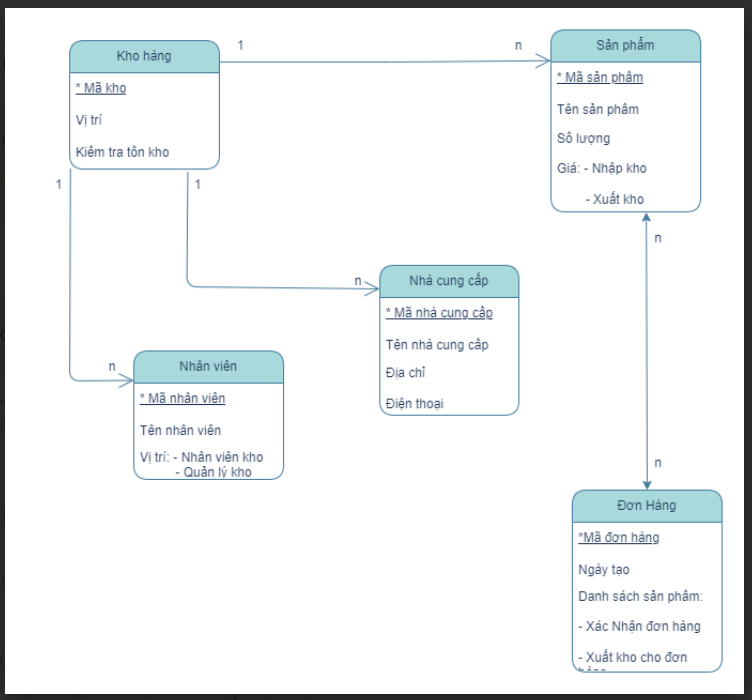 Kho hàng
* Mã kho
Vị trí
Kiểm tra tồn kho
1
n
Sản phẩm
* Mã sản phẩm
Tên sản phẩm
Số lượng
Giá: - Nhập kho
- Xuất kho
1
1
n
n
Nhà cung cấp
* Mã nhà cung cấp
Tên nhà cung cấp
Địa chỉ
Điện thoại
n
Nhân viên
* Mã nhân viên
Tên nhân viên
Vị trí: - Nhân viên kho
- Quản lý kho
n
Đơn Hàng
*Mã đơn hàng
Ngày tạo
Danh sách sản phẩm:
- Xác Nhận đơn hàng
- Xuất kho cho đơn